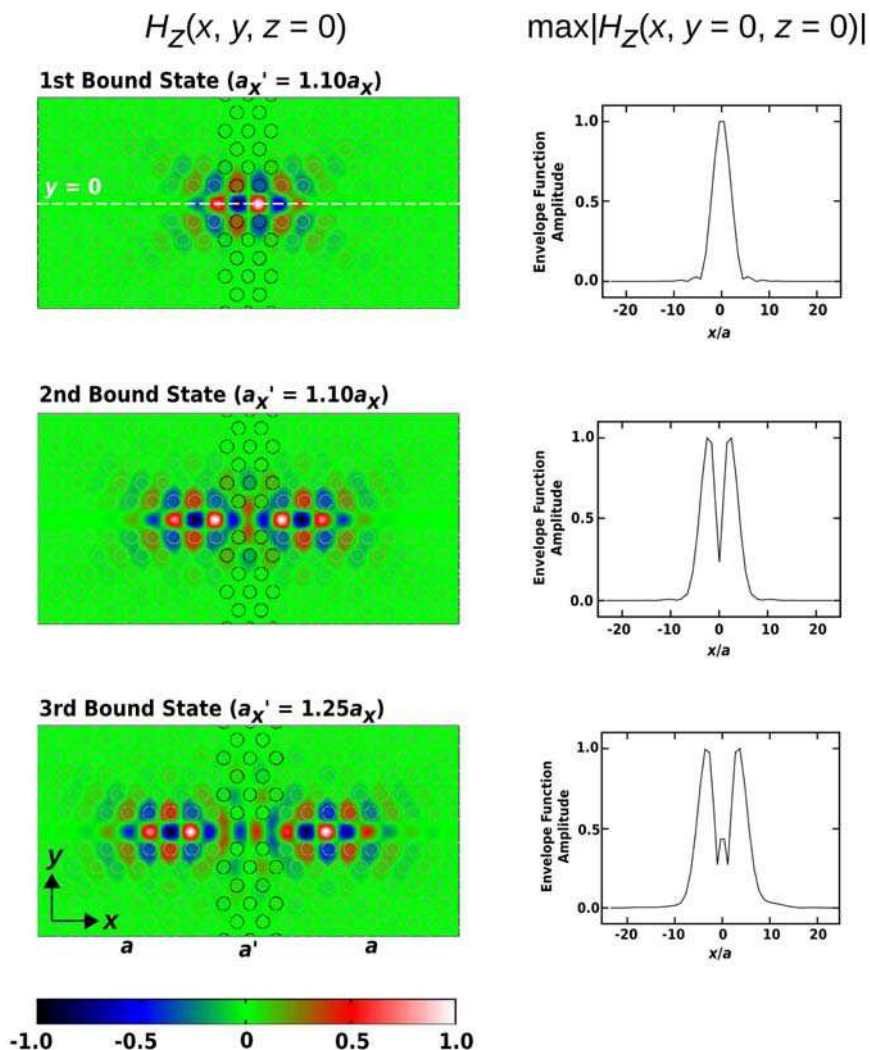 H_z(x, y, z = 0)
max|H_z(x, y=0, z=0)|
1st Bound State (a_x' = 1.10a_x)
y = 0
1.0
0.5
0.0
Envelope Function
Amplitude
-20 -10 0 10 20
x/a
2nd Bound State (a_x' = 1.10a_x)
1.0
0.5
0.0
Envelope Function
Amplitude
-20 -10 0 10 20
x/a
3rd Bound State (a_x' = 1.25a_x)
y
x
a a' a
1.0
0.5
0.0
Envelope Function
Amplitude
-20 -10 0 10 20
x/a
-1.0 -0.5 0 0.5 1.0